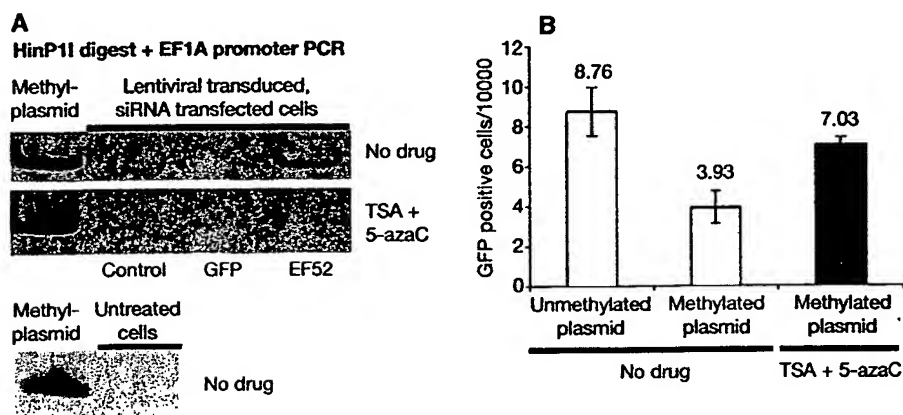 A
HinP1I digest + EF1A promoter PCR
Methyl-
plasmid
Lentiviral transduced,
siRNA transfected cells
No drug
TSA +
5-azaC
Control GFP EF52
Methyl-
plasmid
Untreated
cells
No drug
B
GFP positive cells/10000
12
10
8
6
4
2
0
8.76
3.93
7.03
Unmethylated
plasmid
Methylated
plasmid
Methylated
plasmid
No drug
TSA + 5-azaC